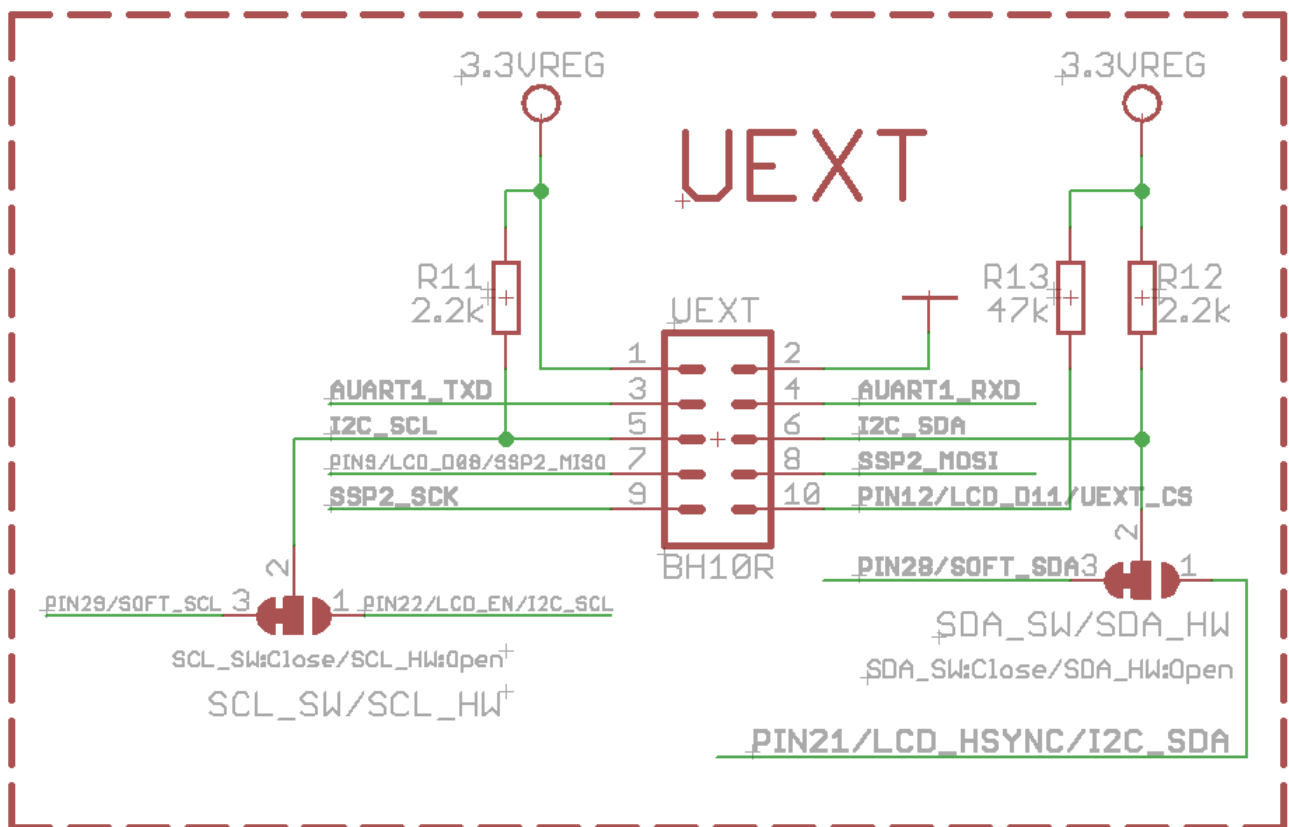 3.3VREG
3.3VREG
UEXT
R11
2.2k
R13
47k
R12
2.2k
UEXT
1
2
AUART1_TXD
3
4
AUART1_RXD
I2C_SCL
5
6
I2C_SDA
PIN9/LCD_D08/SSP2_MISO
7
8
SSP2_MOSI
SSP2_SCK
9
10
PIN12/LCD_D11/UEXT_CS
BH10R
2
PIN29/SOFT_SCL
3
1
PIN22/LCD_EN/I2C_SCL
SCL_SW:Close/SCL_HW:Open
SCL_SW/SCL_HW
2
PIN28/SOFT_SDA
3
1
SDA_SW/SDA_HW
SDA_SW:Close/SDA_HW:Open
PIN21/LCD_HSYNC/I2C_SDA